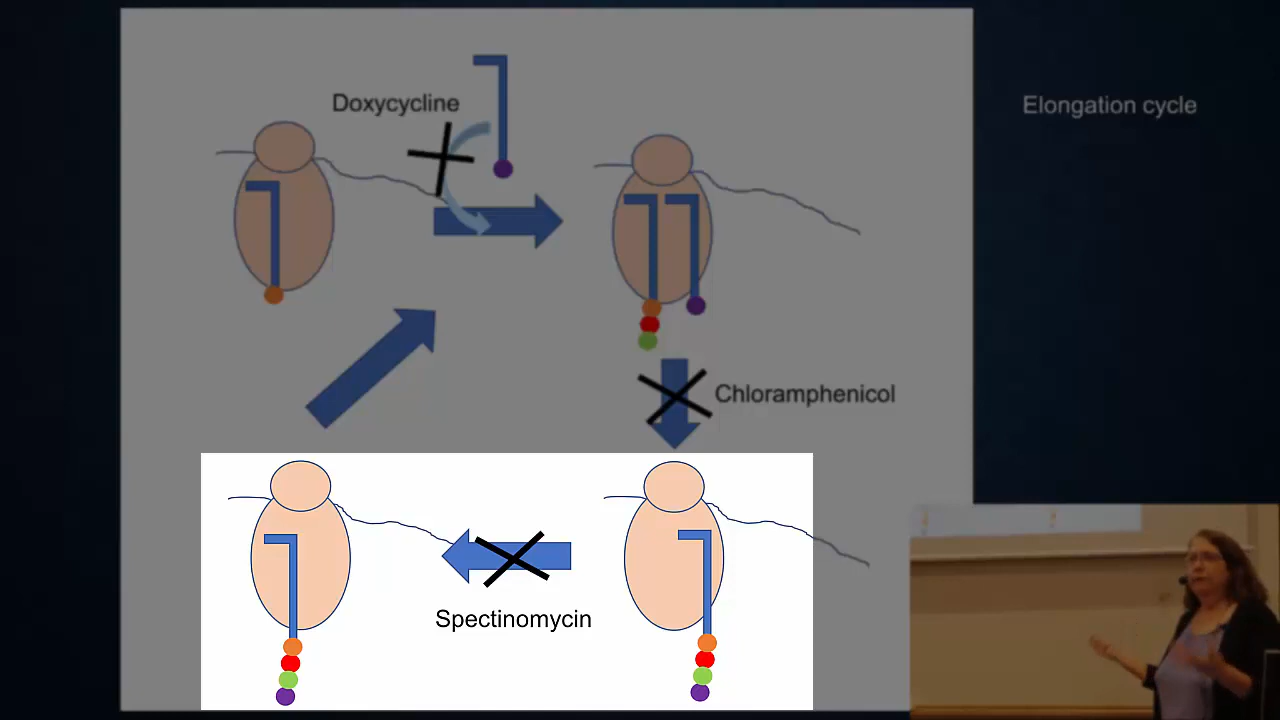 Doxycycline
Elongation cycle
Chloramphenicol
Spectinomycin